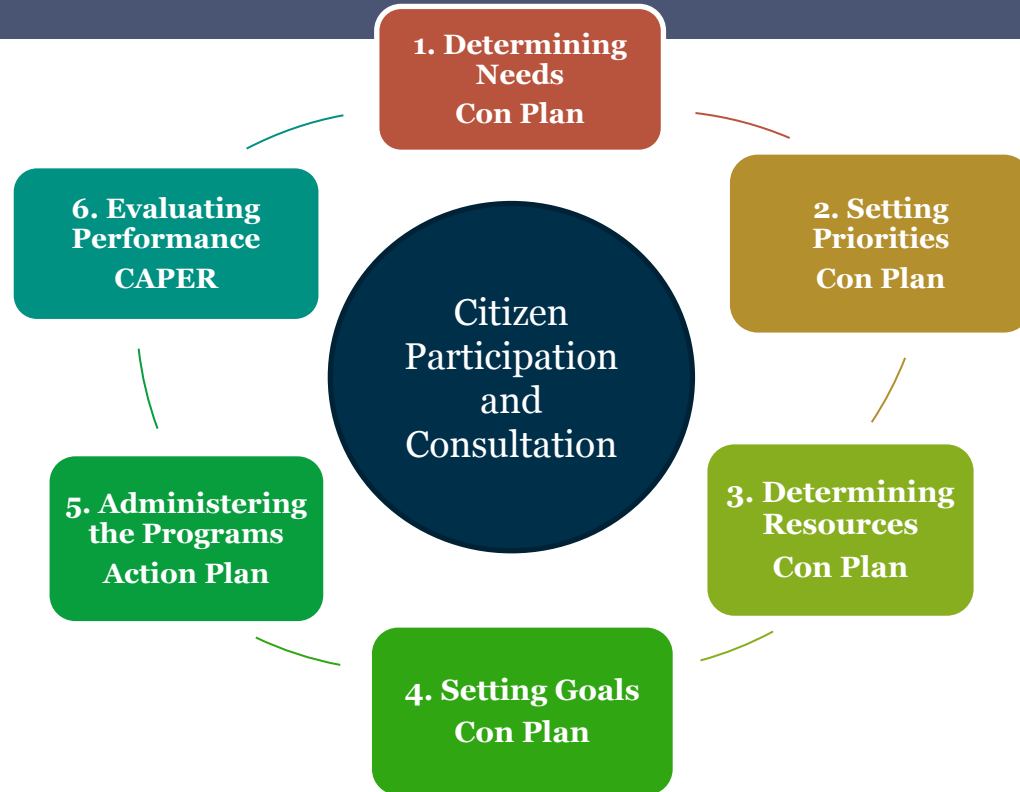 1. Determining
Needs
Con Plan
2. Setting
Priorities
Con Plan
3. Determining
Resources
Con Plan
4. Setting Goals
Con Plan
5. Administering
the Programs
Action Plan
6. Evaluating
Performance
CAPER
Citizen
Participation
and
Consultation